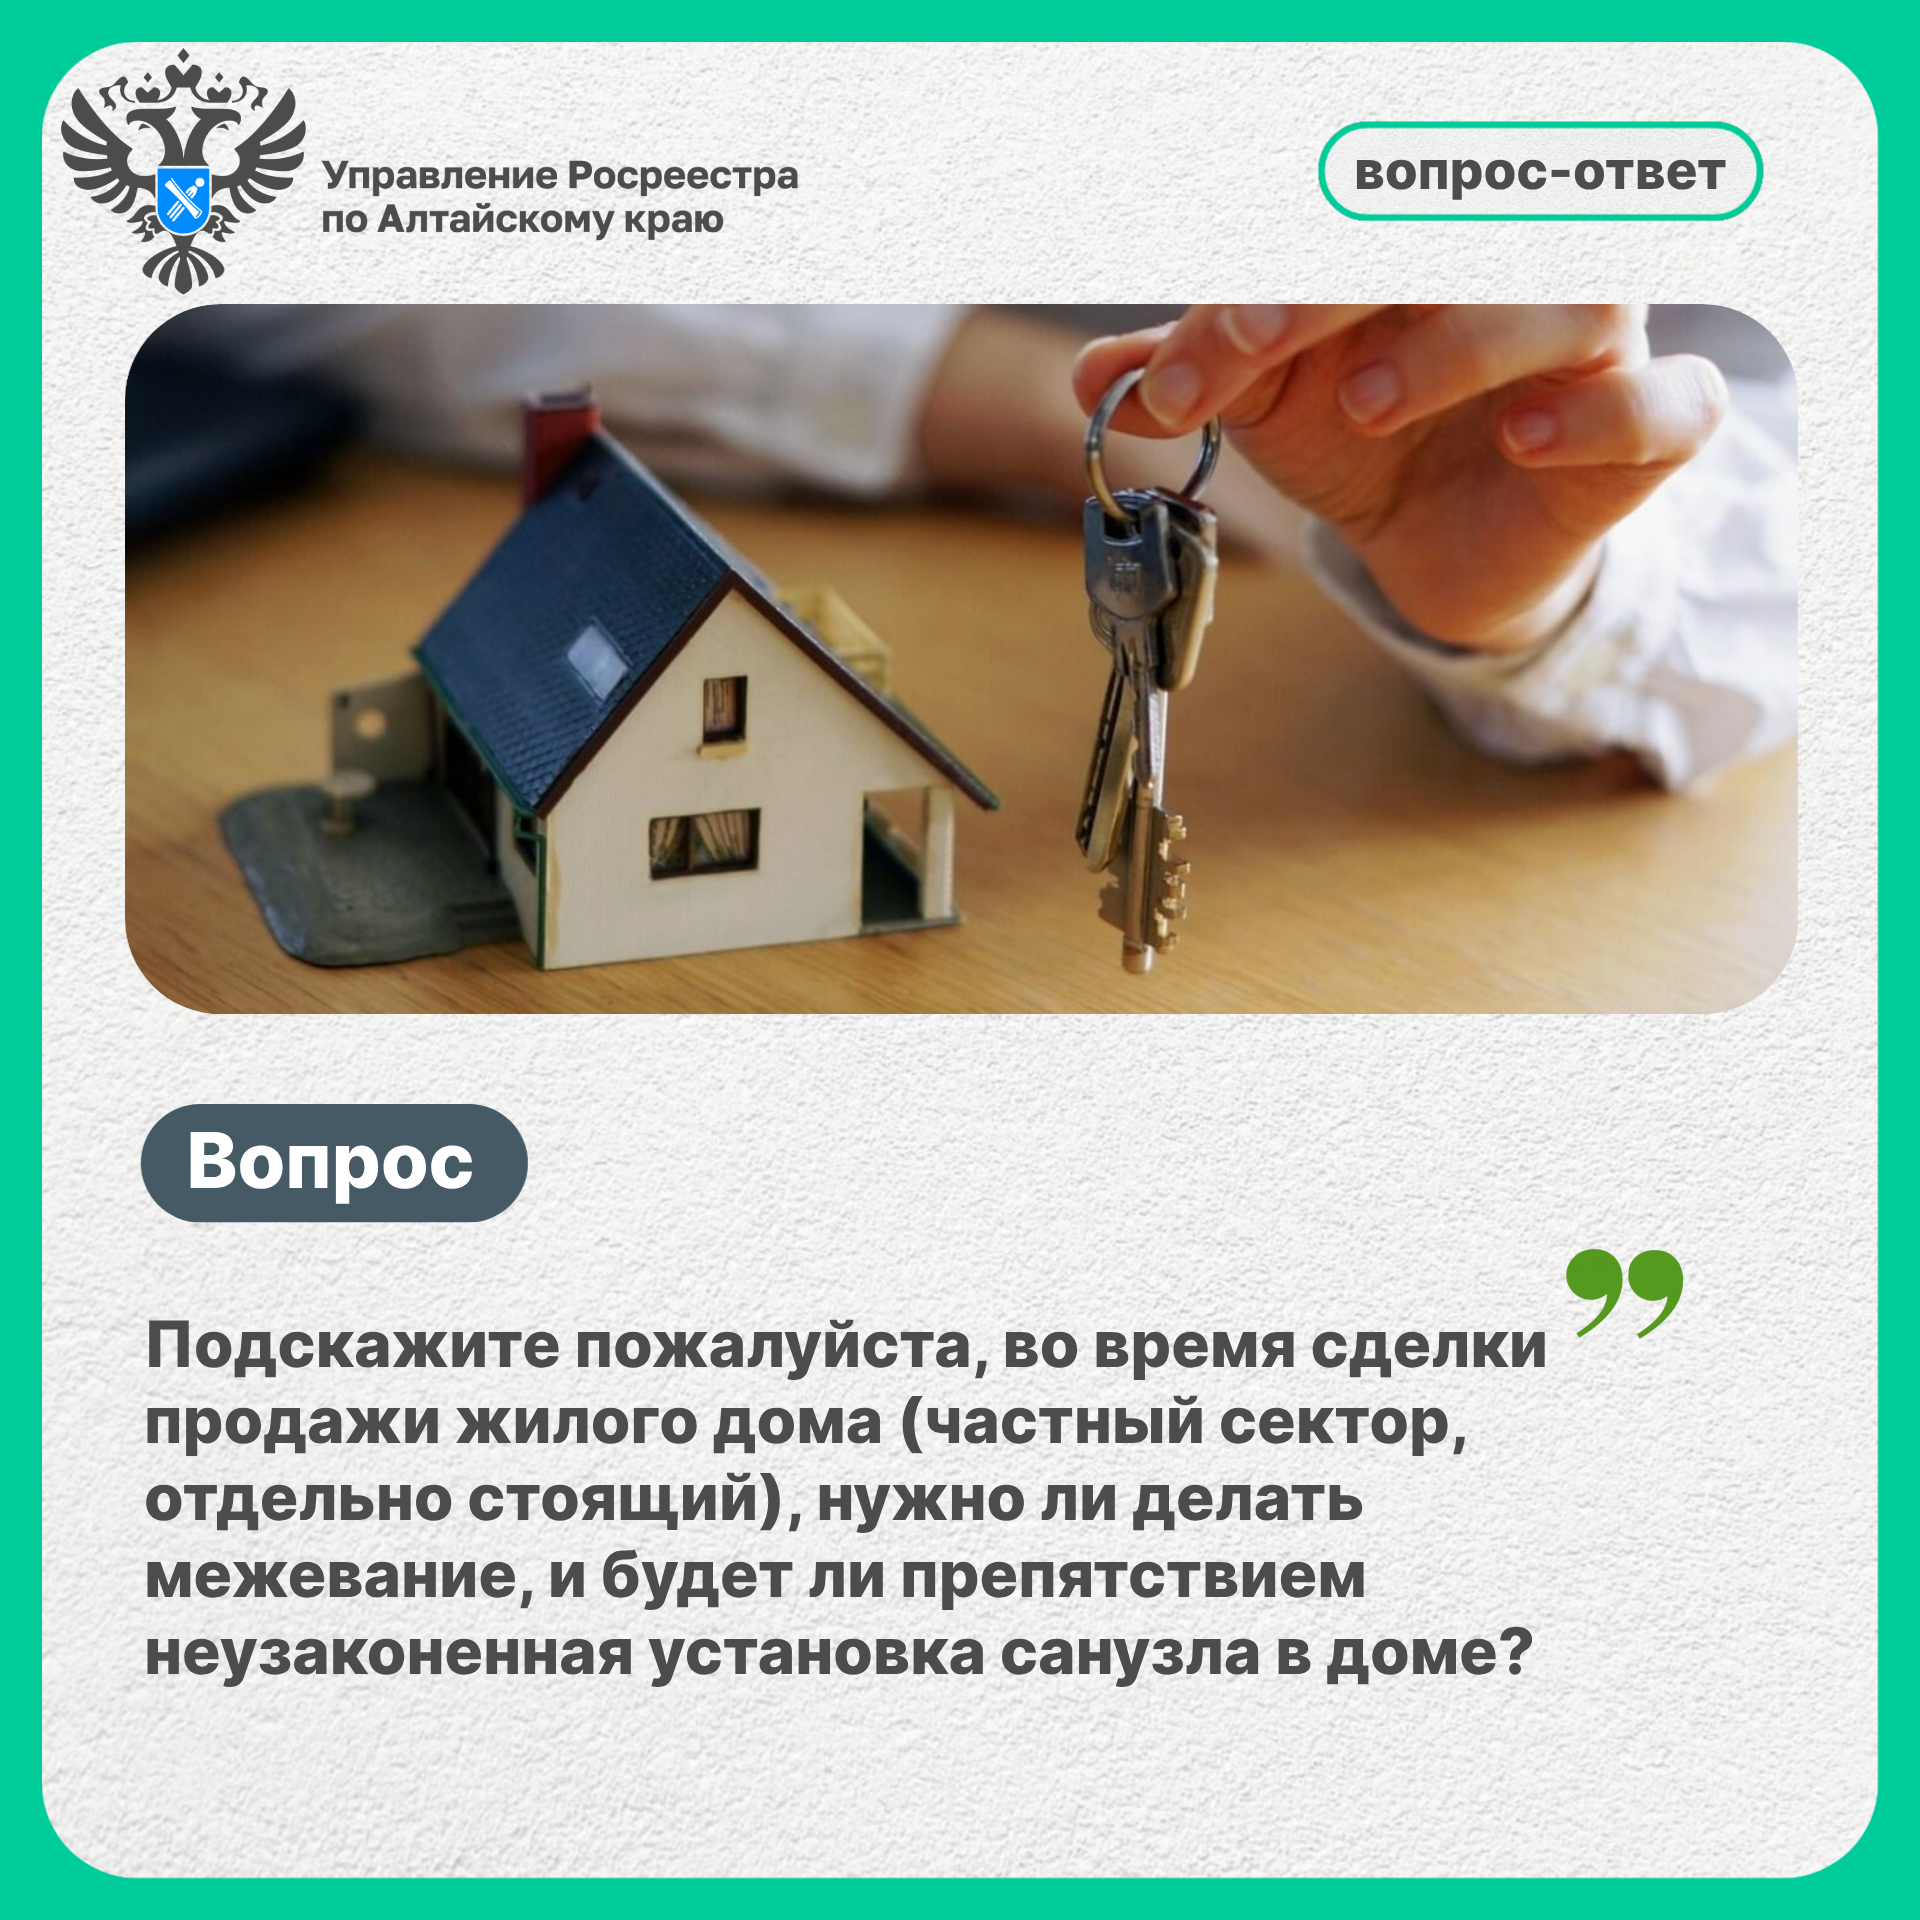 Управление Росреестра
по Алтайскому краю
вопрос-ответ
Вопрос
Подскажите пожалуйста, во время сделки
продажи жилого дома (частный сектор,
отдельно стоящий), нужно ли делать
межевание, и будет ли препятствием
неузаконенная установка санузла в доме?